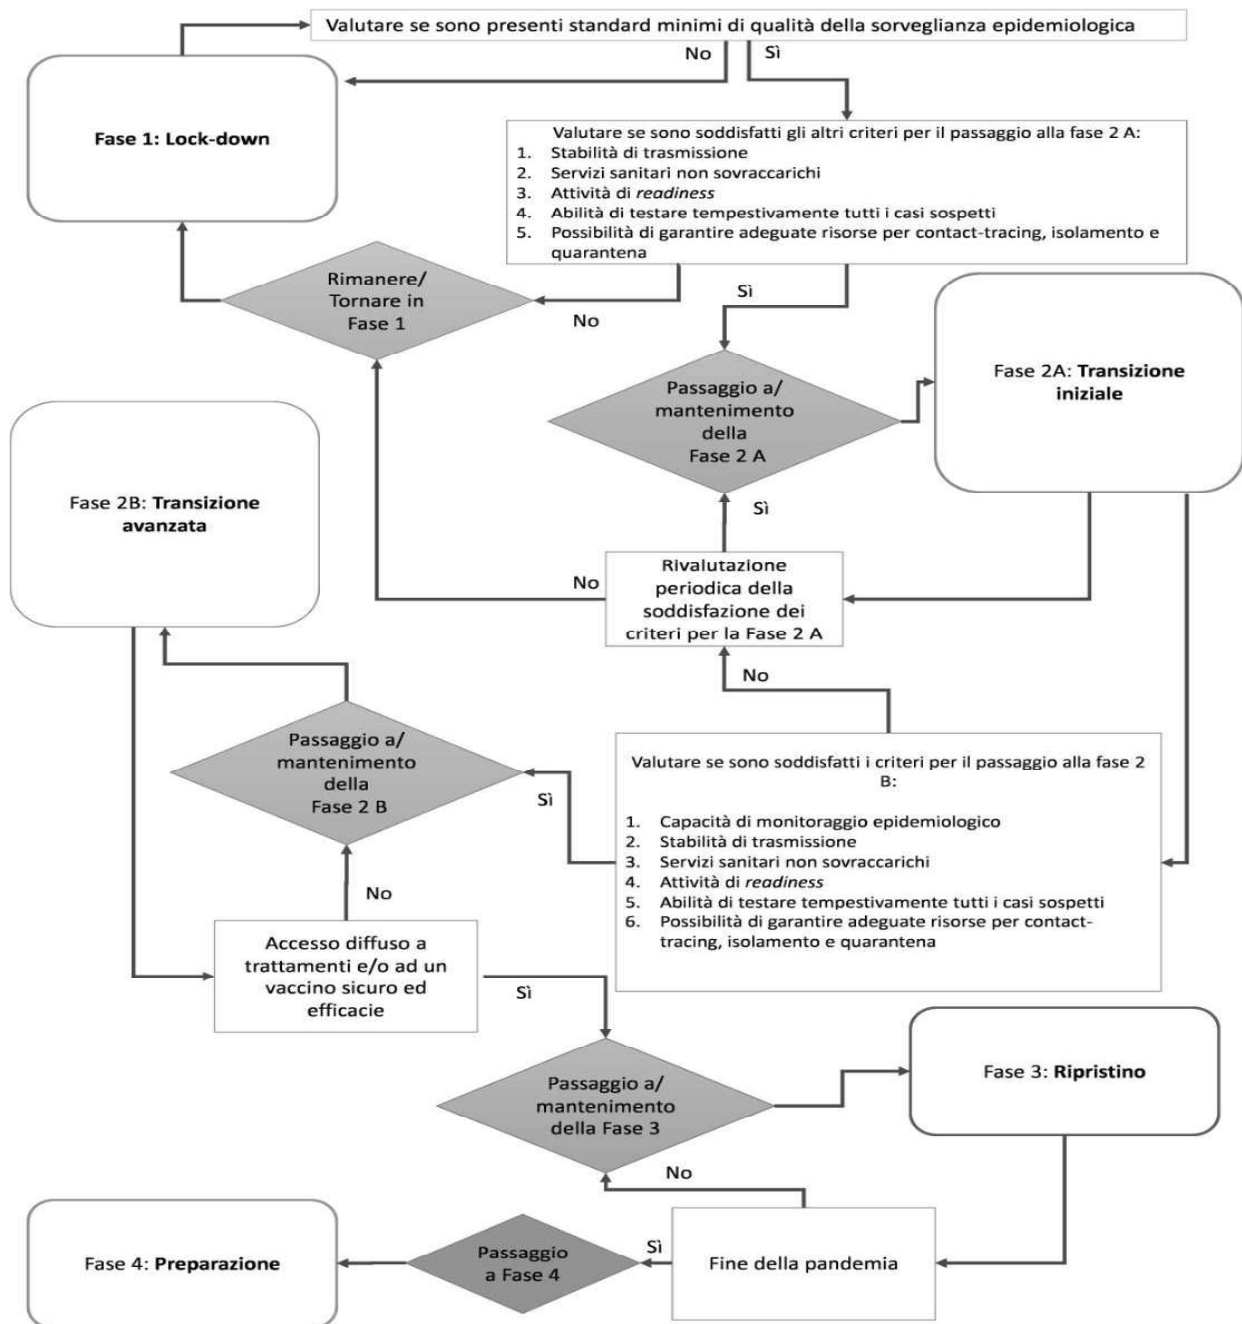 Valutare se sono presenti standard minimi di qualità della sorveglianza epidemiologica
No
Sì
Fase 1: Lock-down
Valutare se sono soddisfatti gli altri criteri per il passaggio alla fase 2 A:
1. Stabilità di trasmissione
2. Servizi sanitari non sovraccarichi
3. Attività di readiness
4. Abilità di testare tempestivamente tutti i casi sospetti
5. Possibilità di garantire adeguate risorse per contact-tracing, isolamento e
quarantena
Rimanere/
Tornare in
Fase 1
No
Sì
Passaggio a/
mantenimento
della
Fase 2 A
Fase 2A: Transizione
iniziale
Fase 2B: Transizione
avanzata
Sì
No
Rivalutazione
periodica della
soddisfazione dei
criteri per la Fase 2 A
No
Passaggio a/
mantenimento
della
Fase 2 B
Sì
Valutare se sono soddisfatti i criteri per il passaggio alla fase 2
B:
1. Capacità di monitoraggio epidemiologico
2. Stabilità di trasmissione
3. Servizi sanitari non sovraccarichi
4. Attività di readiness
5. Abilità di testare tempestivamente tutti i casi sospetti
6. Possibilità di garantire adeguate risorse per contact-
tracing, isolamento e quarantena
No
Accesso diffuso a
trattamenti e/o ad un
vaccino sicuro ed
efficacie
Sì
Passaggio a/
mantenimento
della Fase 3
Fase 3: Ripristino
No
Fase 4: Preparazione
Passaggio
a Fase 4
Sì
Fine della pandemia